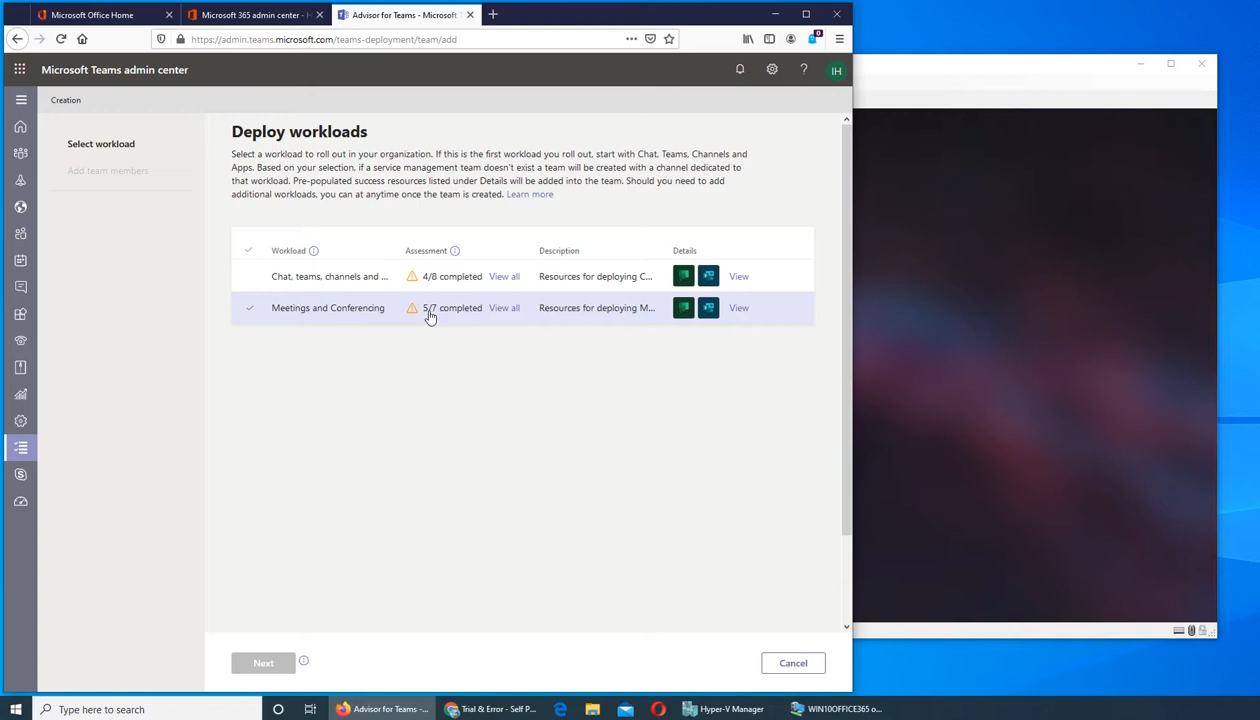 Microsoft Office Home
Microsoft 365 admin center - H
Advisor for Teams - Microsoft T
https://admin.teams.microsoft.com/teams-deployment/team/add
0
Microsoft Teams admin center
IH
Creation
Select workload
Add team members
Deploy workloads
Select a workload to roll out in your organization. If this is the first workload you roll out, start with Chat, Teams, Channels and
Apps. Based on your selection, if a service management team doesn't exist a team will be created with a channel dedicated to
that workload. Pre-populated success resources listed under Details will be added into the team. Should you need to add
additional workloads, you can at anytime once the team is created. Learn more
Workload Assessment Description Details
Chat, teams, channels and ... 4/8 completed View all Resources for deploying C... View
Meetings and Conferencing 5/7 completed View all Resources for deploying M... View
Next
Cancel
Type here to search
Advisor for Teams -...
Trial & Error - Self P...
Hyper-V Manager
WIN10OFFICE365 o...